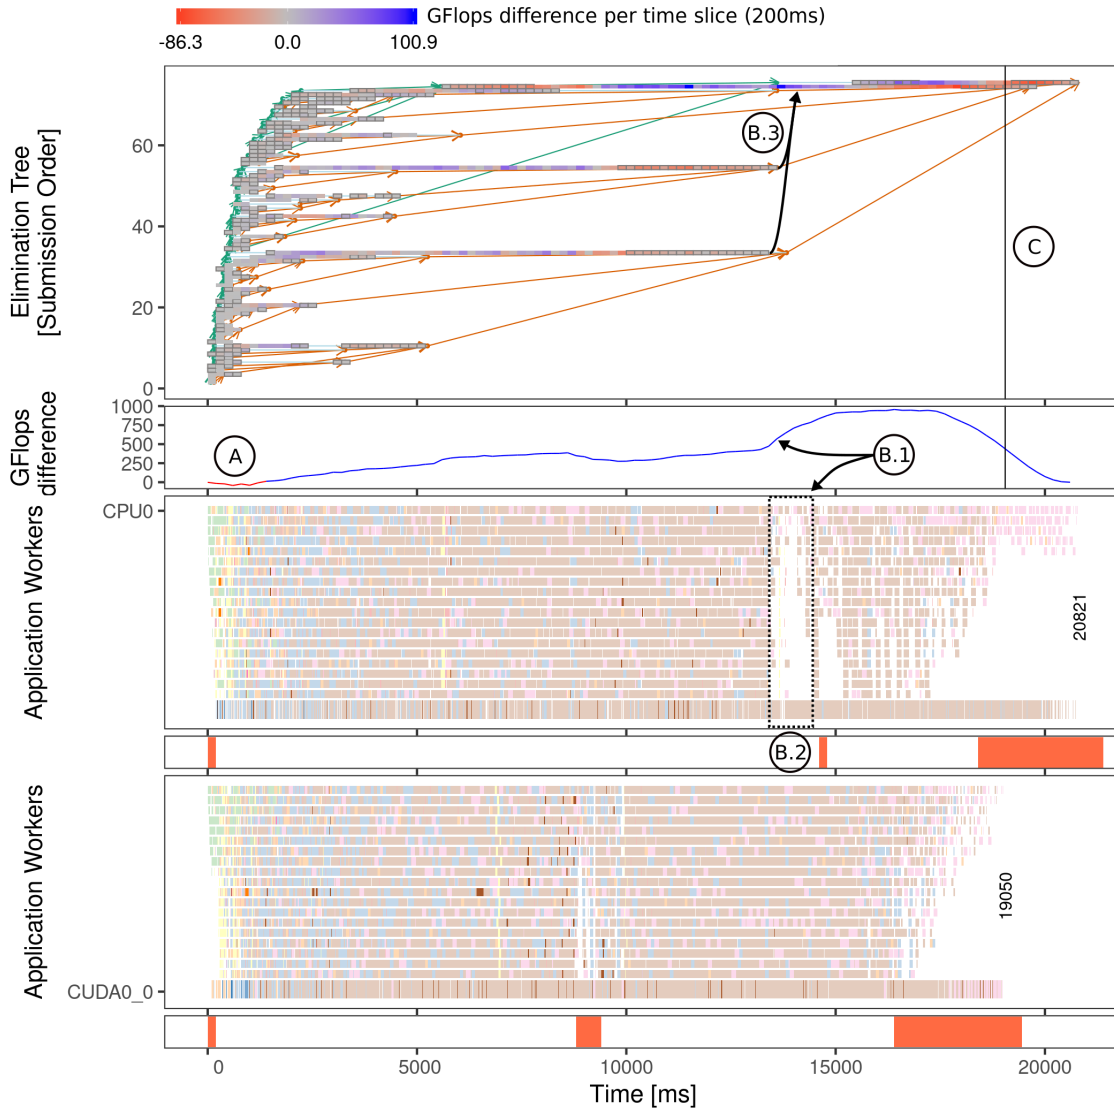 GFlops difference per time slice (200ms)
-86.3 0.0 100.9
Elimination Tree
[Submission Order]
60
40
20
0
B.3
C
GFlops
difference
1000
750
500
250
0
A
B.1
Application Workers
CPU0
20821
B.2
Application Workers
CUDA0_0
19050
0 5000 10000 15000 20000
Time [ms]